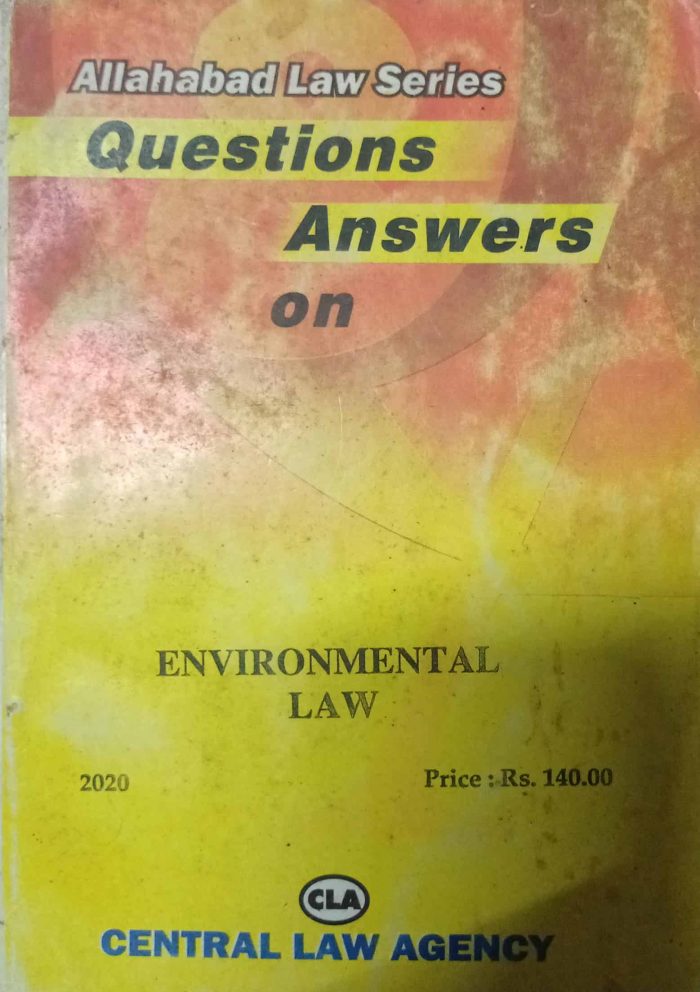 Allahabad Law Series
Questions
Answers
on
ENVIRONMENTAL
LAW
2020 Price : Rs. 140.00
CLA
CENTRAL LAW AGENCY